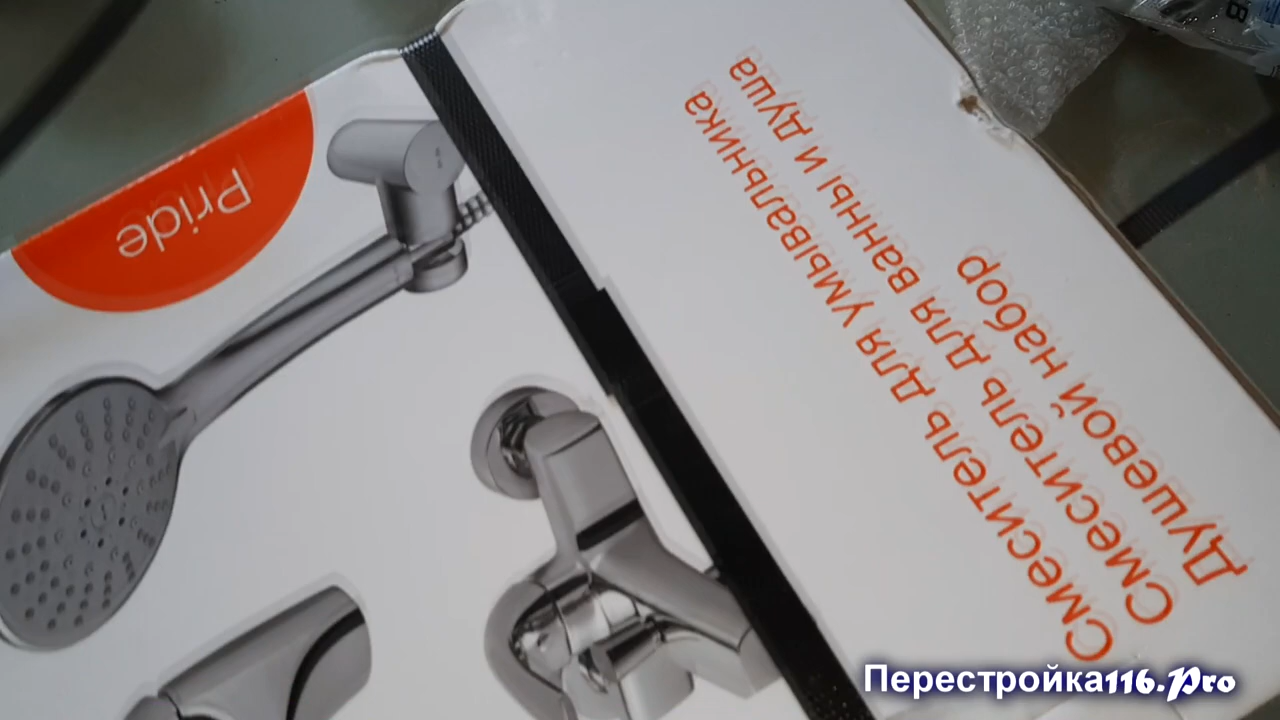 Pride
Смеситель для умывальника
Смеситель для ванны и душа
Душевой набор
Перестройка116.Pro